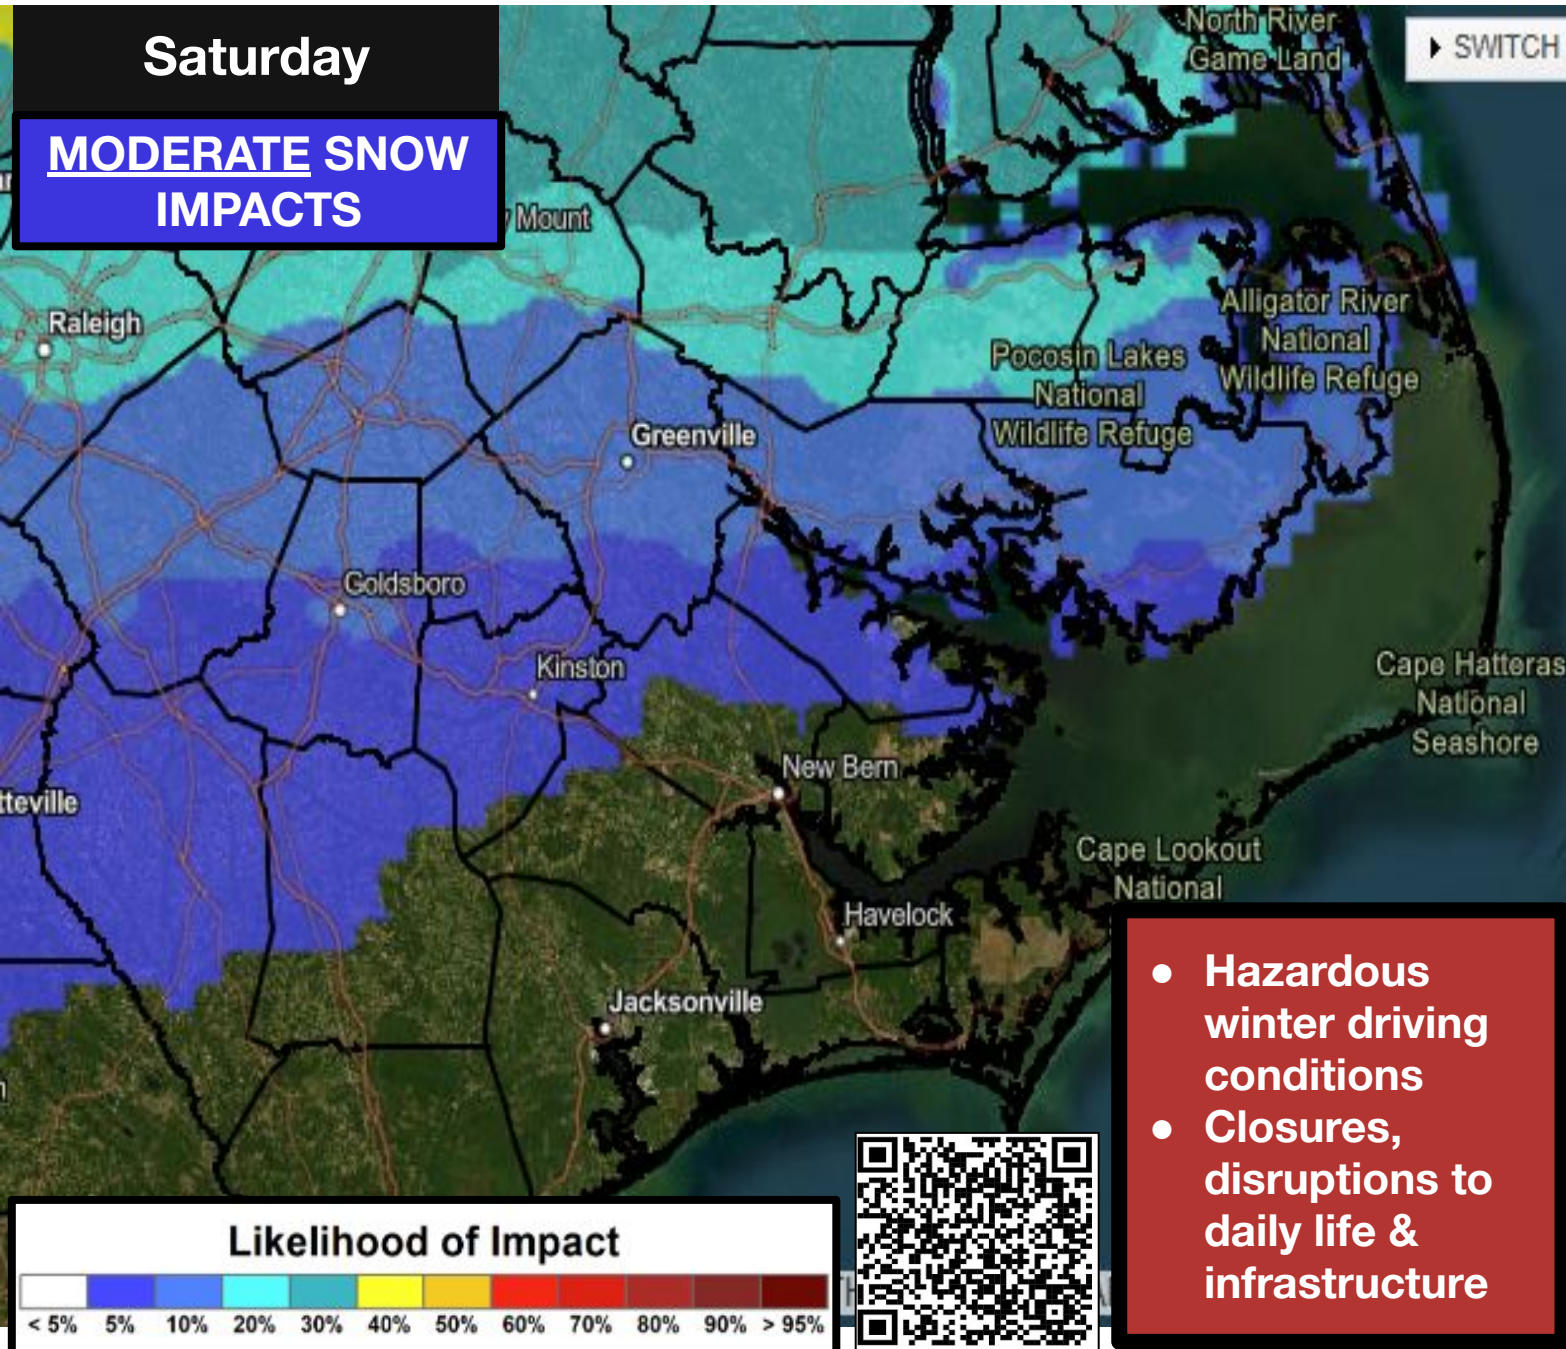 Saturday
MODERATE SNOW
IMPACTS
North River
Game Land
SWITCH
Mount
Raleigh
Alligator River
National
Wildlife Refuge
Pocosin Lakes
National
Wildlife Refuge
Greenville
Goldsboro
Kinston
Cape Hatteras
National
Seashore
New Bern
tteville
Cape Lookout
National
Havelock
Jacksonville
• Hazardous
winter driving
conditions
• Closures,
disruptions to
daily life &
infrastructure
Likelihood of Impact
< 5% 5% 10% 20% 30% 40% 50% 60% 70% 80% 90% > 95%